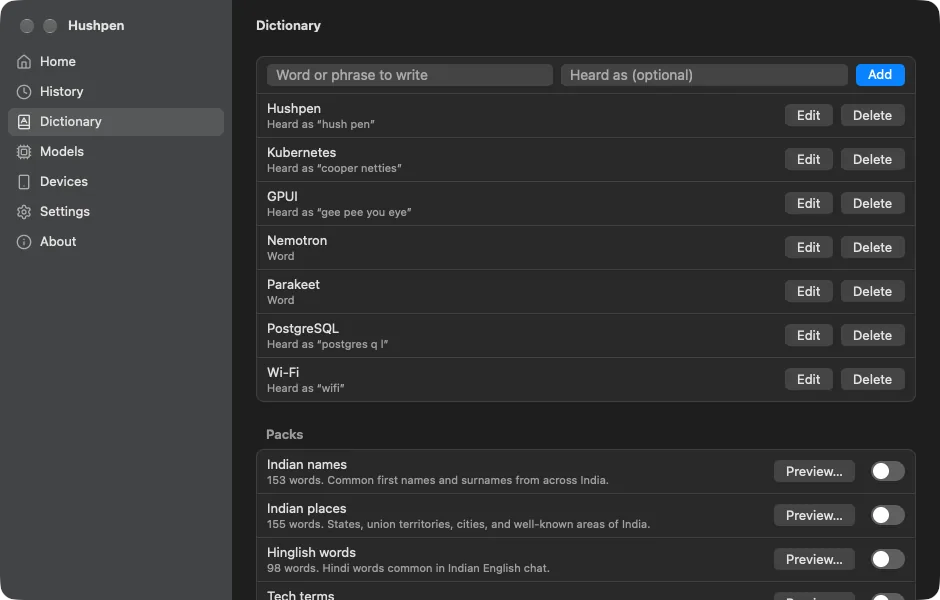 Hushpen
Home
History
Dictionary
Models
Devices
Settings
About
Dictionary
Word or phrase to write
Heard as (optional)
Add
Hushpen
Heard as “hush pen”
Edit
Delete
Kubernetes
Heard as “cooper netties”
Edit
Delete
GPUI
Heard as “gee pee you eye”
Edit
Delete
Nemotron
Word
Edit
Delete
Parakeet
Word
Edit
Delete
PostgreSQL
Heard as “postgres q l”
Edit
Delete
Wi-Fi
Heard as “wifi”
Edit
Delete
Packs
Indian names
153 words. Common first names and surnames from across India.
Preview...
Indian places
155 words. States, union territories, cities, and well-known areas of India.
Preview...
Hinglish words
98 words. Hindi words common in Indian English chat.
Preview...
Tech terms